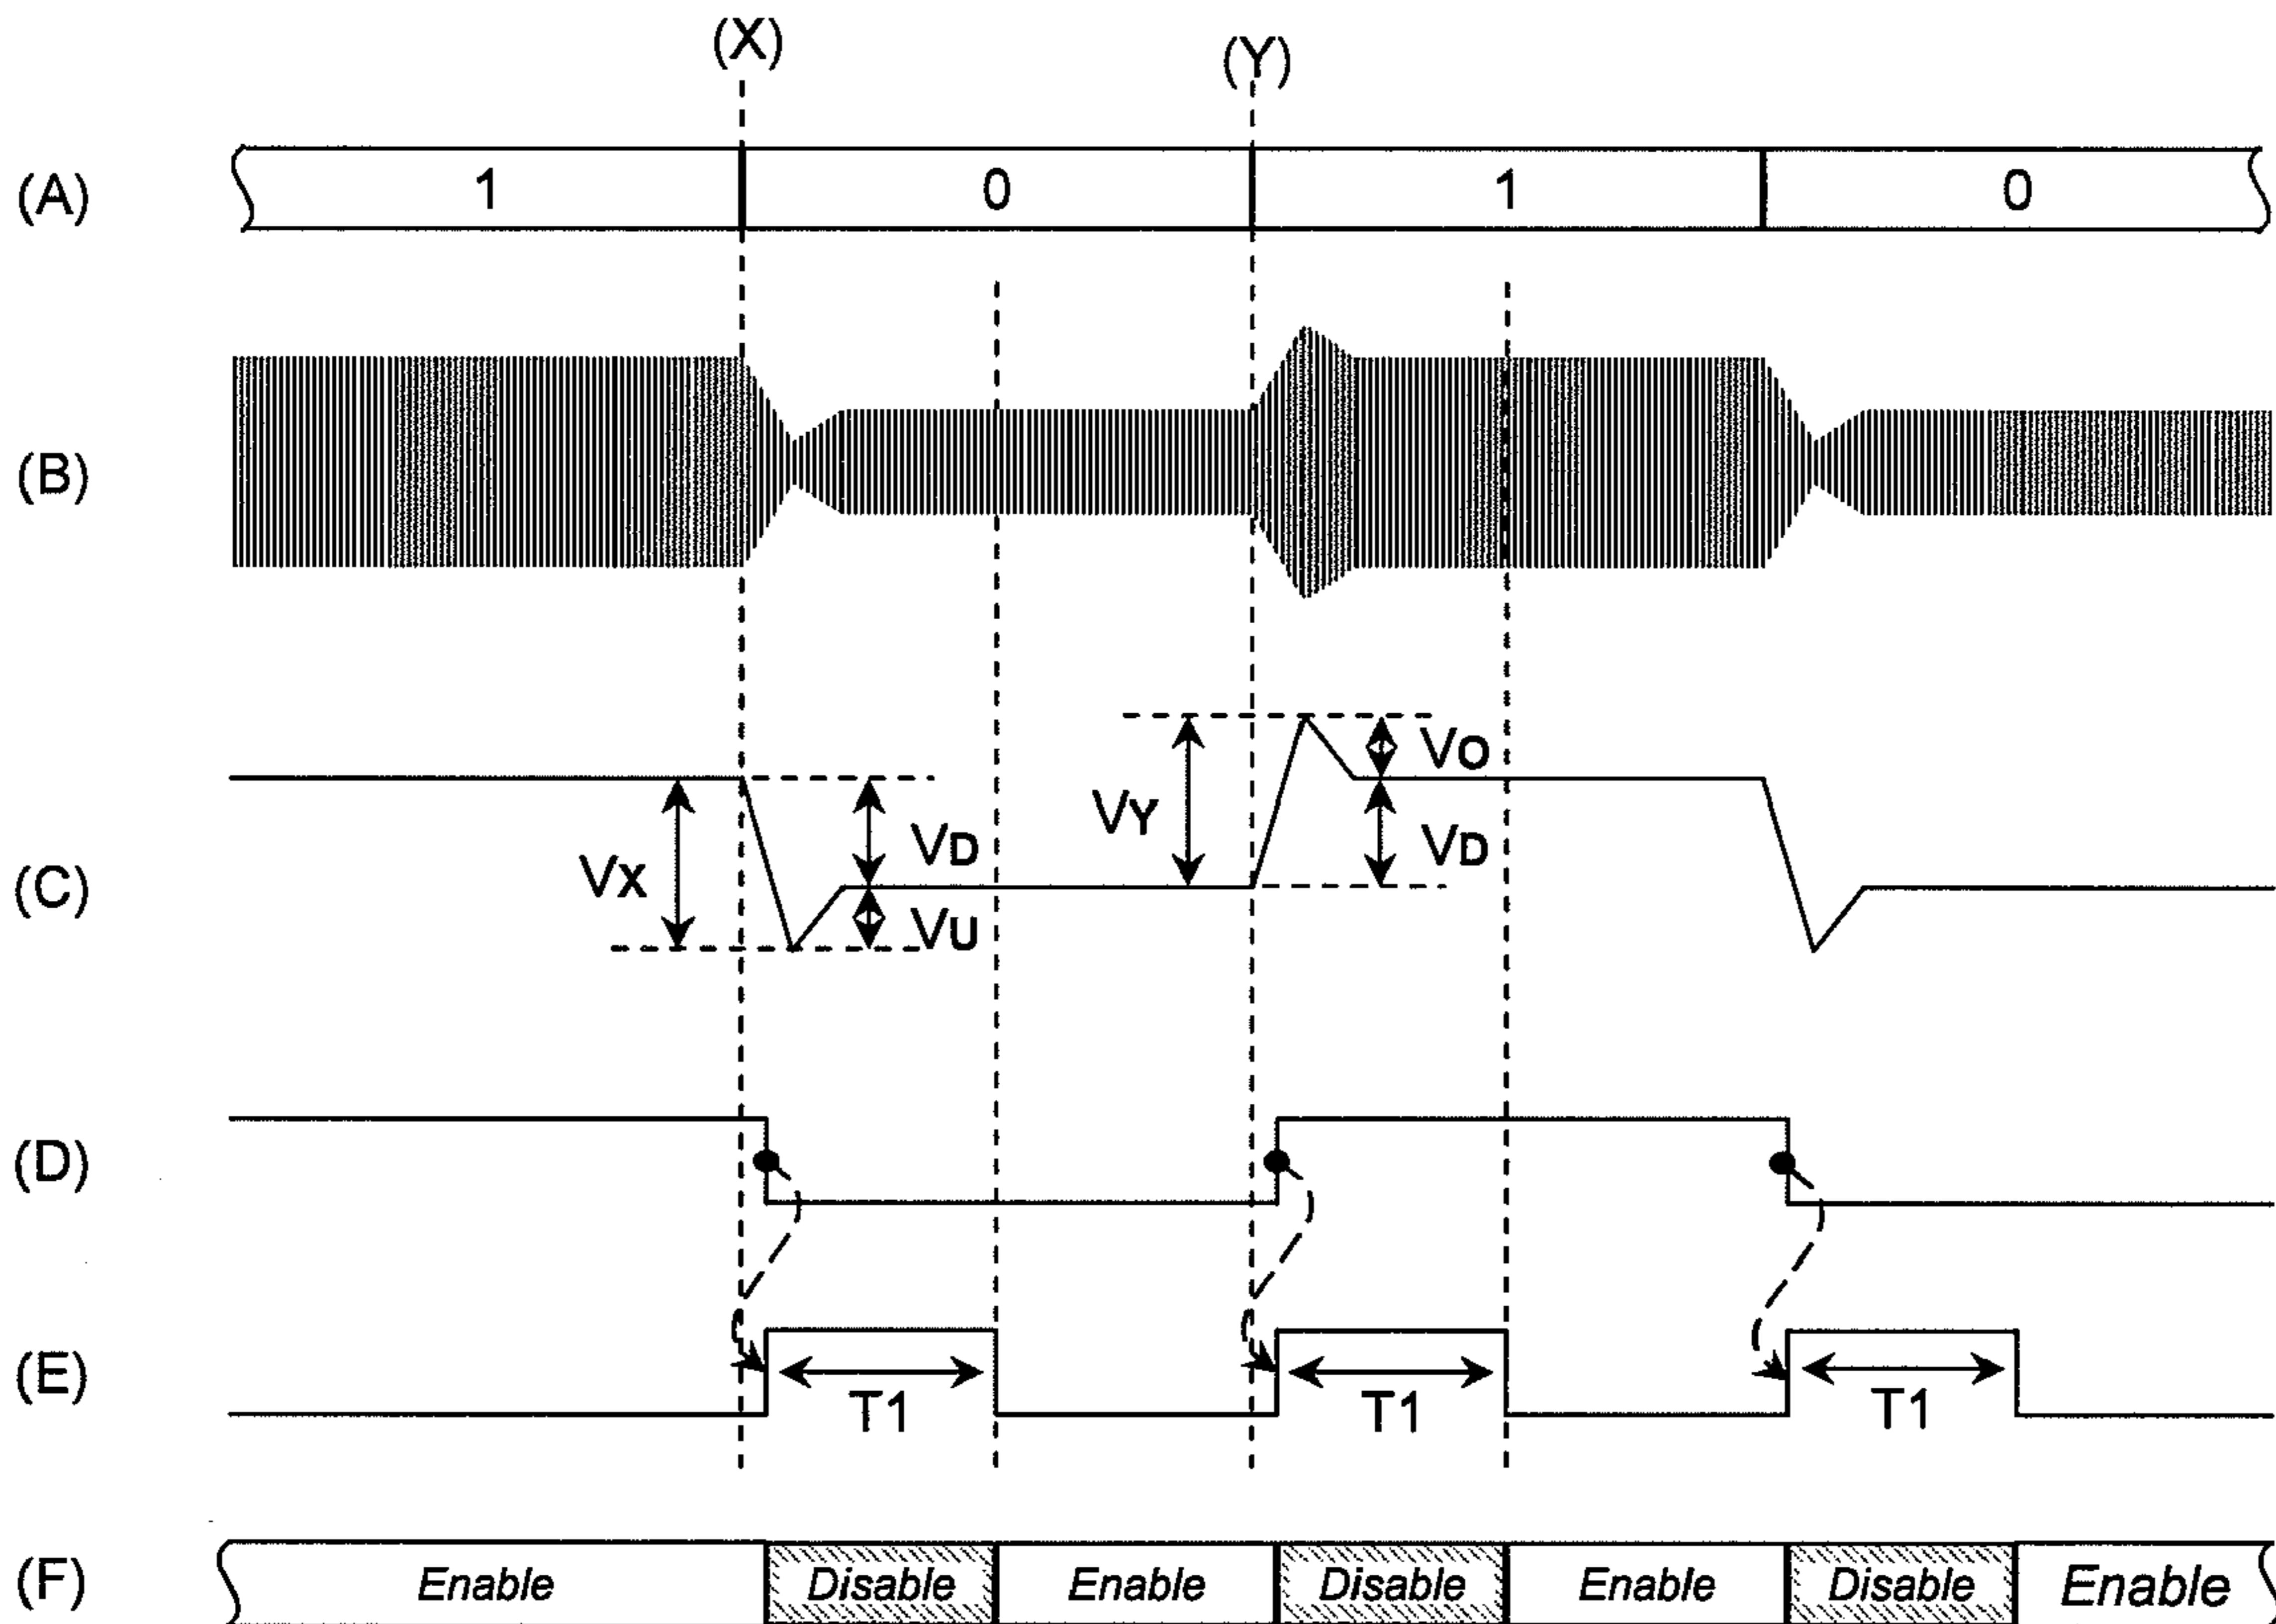 (X)
(Y)
(A) 1 0 1 0
(B)
(C) VX VD VU VY VO VD
(D)
(E) T1 T1 T1
(F) Enable Disable Enable Disable Enable Disable Enable